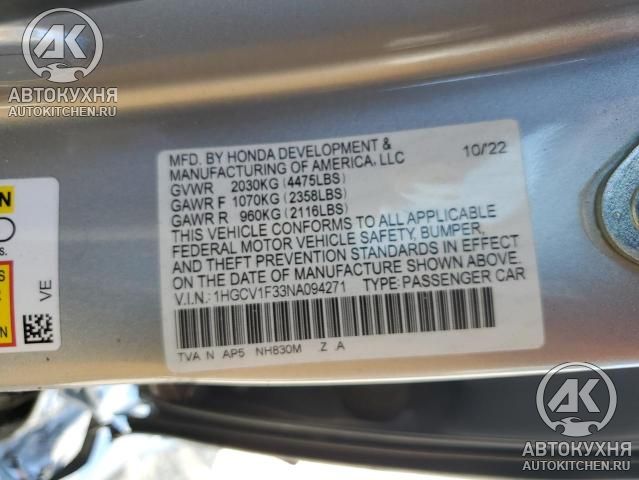 AK
АВТОКУХНЯ
AUTOKITCHEN.RU
MFD. BY HONDA DEVELOPMENT & 10/22
MANUFACTURING OF AMERICA, LLC
GVWR 2030KG (4475LBS)
GAWR F 1070KG (2358LBS)
GAWR R 960KG (2116LBS)
THIS VEHICLE CONFORMS TO ALL APPLICABLE
FEDERAL MOTOR VEHICLE SAFETY, BUMPER,
AND THEFT PREVENTION STANDARDS IN EFFECT
ON THE DATE OF MANUFACTURE SHOWN ABOVE.
V.I.N.: 1HGCV1F33NA094271 TYPE: PASSENGER CAR
TVA N AP5 NH830M Z A
VE
AK
АВТОКУХНЯ
AUTOKITCHEN.RU